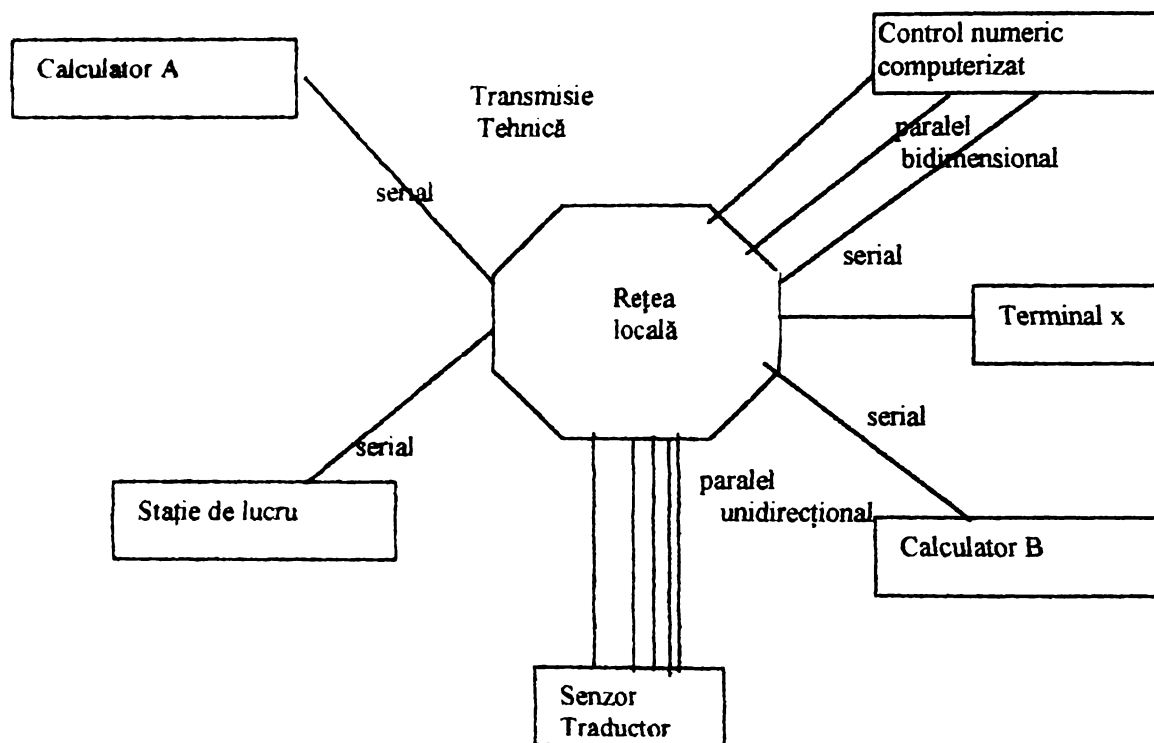 Calculator A
Control numeric
computerizat
Transmisie
Tehnică
paralel
bidimensional
serial
serial
Rețea
locală
Terminal x
serial
serial
Stație de lucru
paralel
unidirecțional
Calculator B
Senzor
Traductor